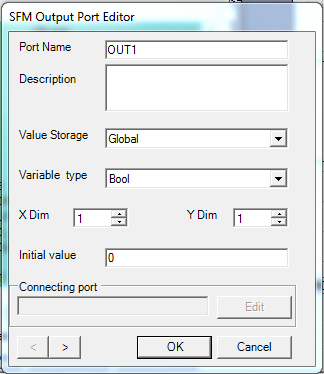 SFM Output Port Editor
Port Name OUT1
Description
Value Storage Global
Variable type Bool
X Dim 1 Y Dim 1
Initial value 0
Connecting port
Edit
< > OK Cancel